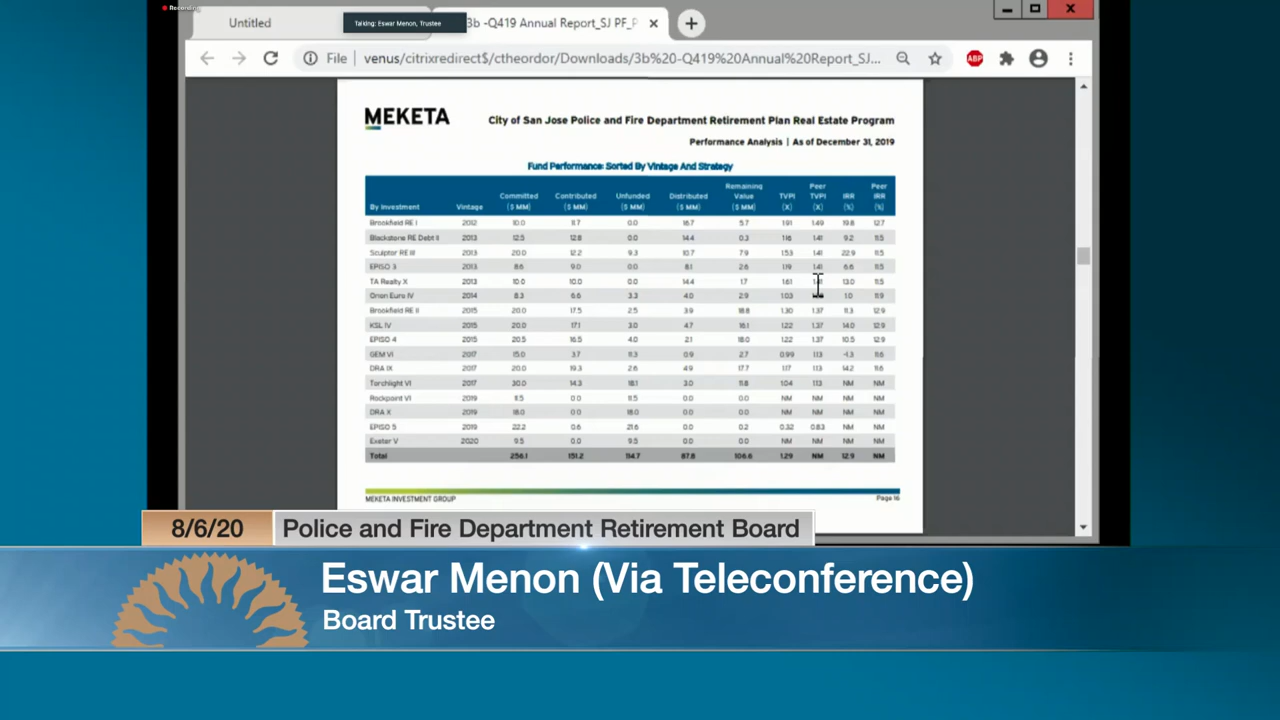 Recording
Untitled
Talking: Eswar Menon, Trustee
3b -Q419 Annual Report_SJ PF_P
File venus/citrixredirect$/ctheordor/Downloads/3b%20-Q419%20Annual%20Report_SJ...
ABP
MEKETA
City of San Jose Police and Fire Department Retirement Plan Real Estate Program
Performance Analysis | As of December 31, 2019
Fund Performance: Sorted By Vintage And Strategy
By Investment Vintage Committed ($ MM) Contributed ($ MM) Unfunded ($ MM) Distributed ($ MM) Remaining Value ($ MM) TVPI (X) Peer TVPI (X) IRR (%) Peer IRR (%)
Brookfield RE I 2012 10.0 11.7 0.0 16.7 5.7 1.91 1.49 19.8 12.7
Blackstone RE Debt II 2013 12.5 12.8 0.0 14.4 0.3 1.16 1.41 9.2 11.5
Sculptor RE III 2013 20.0 12.2 9.3 10.7 7.9 1.53 1.41 22.9 11.5
EPISO 3 2013 8.6 9.0 0.0 8.1 2.6 1.19 1.41 6.6 11.5
TA Realty X 2013 10.0 10.0 0.0 14.4 1.7 1.61 13.0 11.5
Orion Euro IV 2014 8.3 6.6 3.3 4.0 2.9 1.03 1.0 11.9
Brookfield RE II 2015 20.0 17.5 2.5 3.9 18.8 1.30 1.37 11.3 12.9
KSL IV 2015 20.0 17.1 3.0 4.7 16.1 1.22 1.37 14.0 12.9
EPISO 4 2015 20.5 16.5 4.0 2.1 18.0 1.22 1.37 10.5 12.9
GEM VI 2017 15.0 3.7 11.3 0.9 2.7 0.99 1.13 -1.3 11.6
DRA IX 2017 20.0 19.3 2.6 4.9 17.7 1.17 1.13 14.2 11.6
Torchlight VI 2017 30.0 14.3 18.1 3.0 11.8 1.04 1.13 NM NM
Rockpoint VI 2019 11.5 0.0 11.5 0.0 0.0 NM NM NM NM
DRA X 2019 18.0 0.0 18.0 0.0 0.0 NM NM NM NM
EPISO 5 2019 22.2 0.6 21.6 0.0 0.2 0.32 0.83 NM NM
Exeter V 2020 9.5 0.0 9.5 0.0 0.0 NM NM NM NM
Total 256.1 151.2 114.7 87.8 106.6 1.29 NM 12.9 NM
MEKETA INVESTMENT GROUP
Page 16
8/6/20 Police and Fire Department Retirement Board
Eswar Menon (Via Teleconference)
Board Trustee